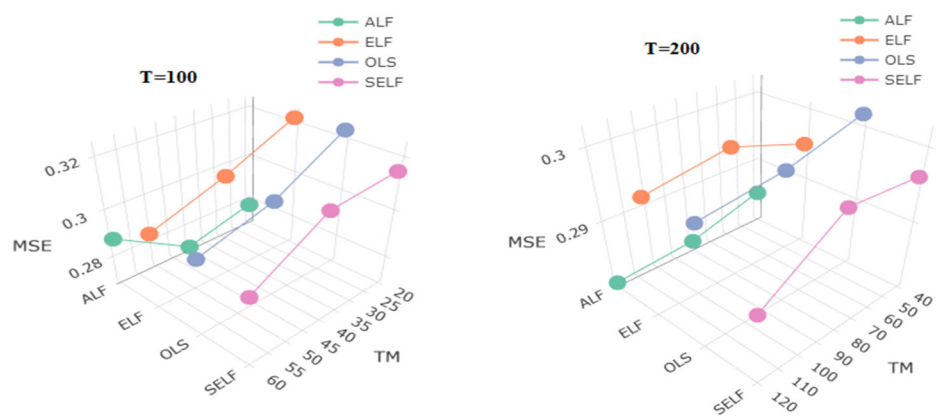 T=100
ALF
ELF
OLS
SELF
0.32
0.3
0.28
MSE
ALF
ELF
OLS
SELF
60
55
50
45
40
35
30
25
20
TM
T=200
ALF
ELF
OLS
SELF
0.3
0.29
MSE
ALF
ELF
OLS
SELF
120
110
100
90
80
70
60
50
40
TM